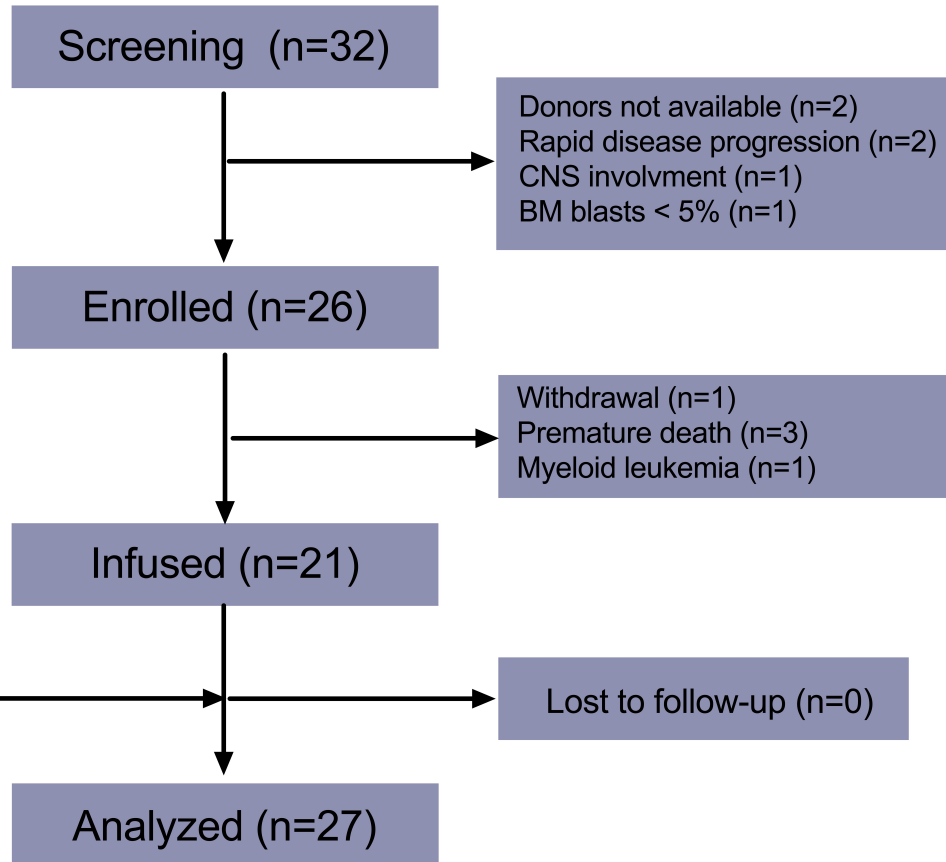 Screening (n=32)
Donors not available (n=2)
Rapid disease progression (n=2)
CNS involvment (n=1)
BM blasts < 5% (n=1)
Enrolled (n=26)
Withdrawal (n=1)
Premature death (n=3)
Myeloid leukemia (n=1)
Infused (n=21)
Lost to follow-up (n=0)
Analyzed (n=27)